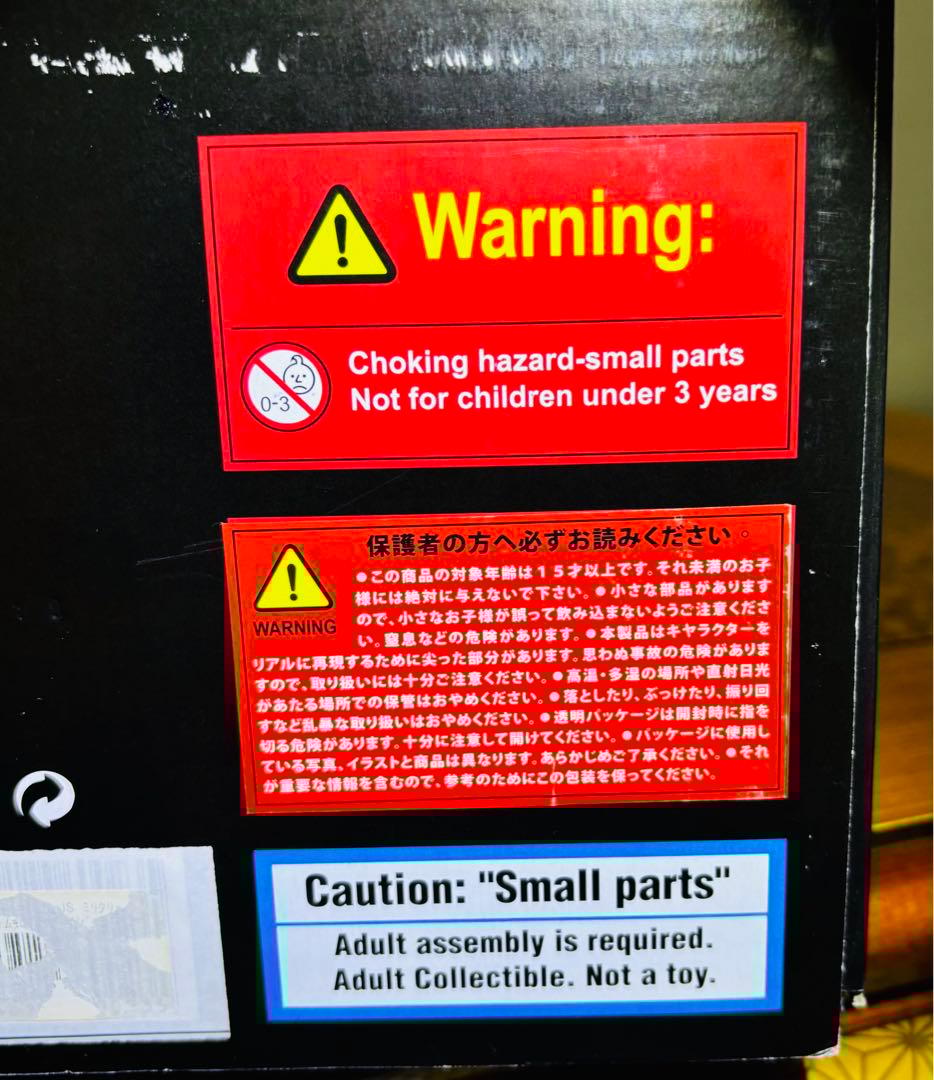 Warning:
0-3
Choking hazard-small parts
Not for children under 3 years
保護者の方へ必ずお読みください。
WARNING
●この商品の対象年齢は15才以上です。それ未満のお子
様には絶対に与えないで下さい。●小さな部品があります
ので、小さなお子様が誤って飲み込まないようご注意くださ
い。窒息などの危険があります。●本製品はキャラクターを
リアルに再現するために尖った部分があります。思わぬ事故の危険がありま
すので、取り扱いには十分ご注意ください。●高温・多湿の場所や直射日光
があたる場所での保管はおやめください。●落としたり、ぶっけたり、振り回
すなど乱暴な取り扱いはおやめください。●透明パッケージは開封時に指を
切る危険があります。十分に注意して開けてください。●パッケージに使用し
ている写真、イラストと商品は異なります。あらかじめご了承ください。●それ
が重要な情報を含むので、参考のためにこの包装を保ってください。
Caution: "Small parts"
Adult assembly is required.
Adult Collectible. Not a toy.